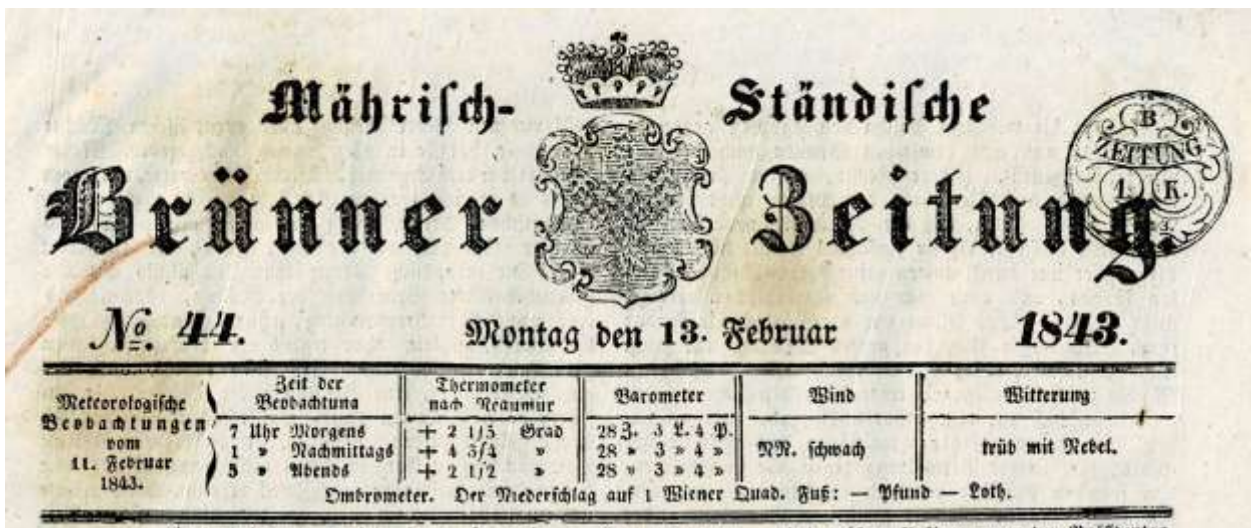 Mährisch- Ständische
Brünner Zeitung.
B
ZEITUNG
1 K.
No. 44. Montag den 13. Februar 1843.
Meteorologische Beobachtungen vom 11. Februar 1843.
Zeit der Beobachtung Thermometer nach Reaumur Barometer Wind Witterung
7 Uhr Morgens + 2 1/5 Grad 28 Z. 3 L. 4 P.
1 » Nachmittags + 4 3/4 » 28 » 3 » 4 » NN. schwach trüb mit Nebel.
5 » Abends + 2 1/2 » 28 » 3 » 4 »
Ombrometer. Der Niederschlag auf 1 Wiener Quad. Fuß: — Pfund — Loth.